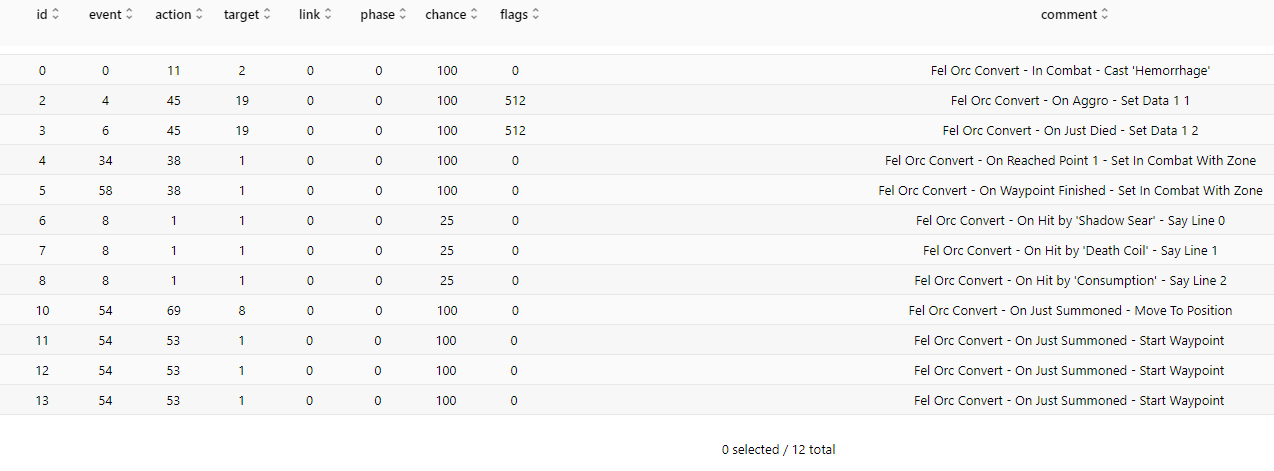 id event action target link phase chance flags comment
0 0 11 2 0 0 100 0 Fel Orc Convert - In Combat - Cast 'Hemorrhage'
2 4 45 19 0 0 100 512 Fel Orc Convert - On Aggro - Set Data 1 1
3 6 45 19 0 0 100 512 Fel Orc Convert - On Just Died - Set Data 1 2
4 34 38 1 0 0 100 0 Fel Orc Convert - On Reached Point 1 - Set In Combat With Zone
5 58 38 1 0 0 100 0 Fel Orc Convert - On Waypoint Finished - Set In Combat With Zone
6 8 1 1 0 0 25 0 Fel Orc Convert - On Hit by 'Shadow Sear' - Say Line 0
7 8 1 1 0 0 25 0 Fel Orc Convert - On Hit by 'Death Coil' - Say Line 1
8 8 1 1 0 0 25 0 Fel Orc Convert - On Hit by 'Consumption' - Say Line 2
10 54 69 8 0 0 100 0 Fel Orc Convert - On Just Summoned - Move To Position
11 54 53 1 0 0 100 0 Fel Orc Convert - On Just Summoned - Start Waypoint
12 54 53 1 0 0 100 0 Fel Orc Convert - On Just Summoned - Start Waypoint
13 54 53 1 0 0 100 0 Fel Orc Convert - On Just Summoned - Start Waypoint
0 selected / 12 total